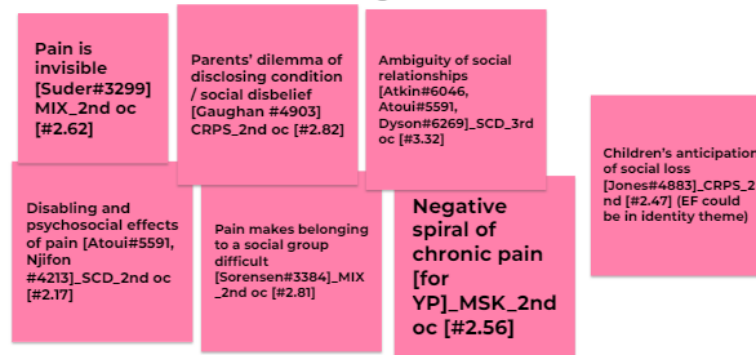 Pain is
invisible
[Suder#3299]
MIX_2nd oc
[#2.62]
Parents' dilemma of
disclosing condition
/ social disbelief
[Gaughan #4903]
CRPS_2nd oc [#2.82]
Ambiguity of social
relationships
[Atkin#6046,
Atoui#5591,
Dyson#6269]_SCD_3rd
oc [#3.32]
Children's anticipation
of social loss
[Jones#4883]_CRPS_2
nd [#2.47] (EF could
be in identity theme)
Disabling and
psychosocial effects
of pain [Atoui#5591,
Njifon
#4213]_SCD_2nd oc
[#2.17]
Pain makes belonging
to a social group
difficult
[Sorensen#3384]_MIX
_2nd oc [#2.81]
Negative
spiral of
chronic pain
[for
YP]_MSK_2nd
oc [#2.56]